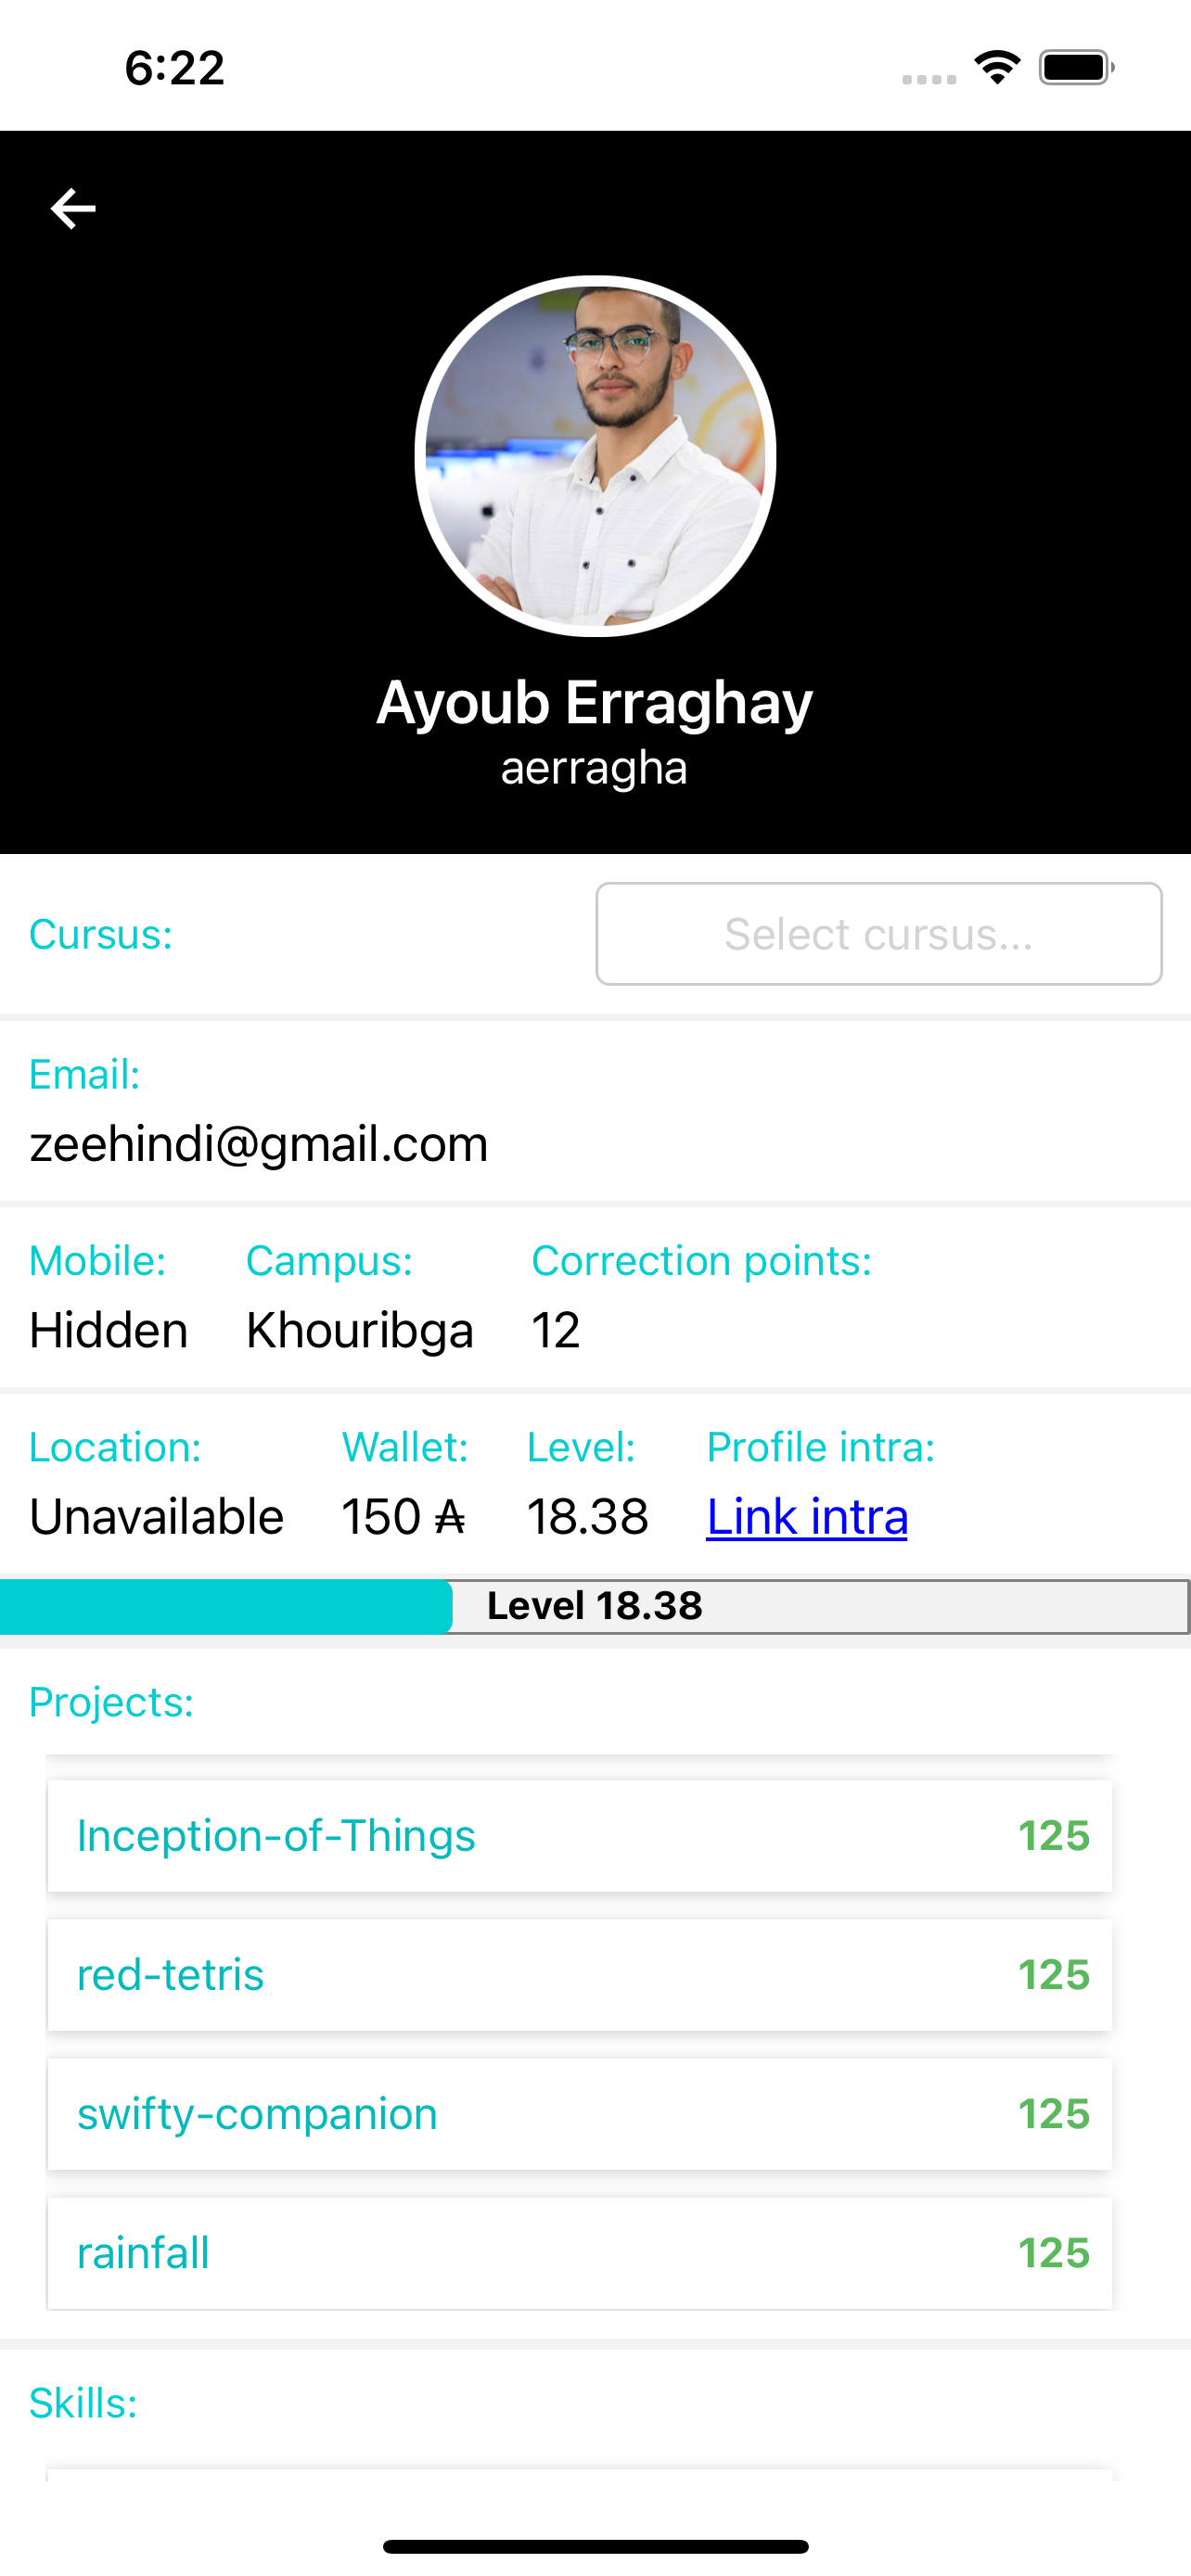 6:22
Ayoub Erraghay
aerragha
Cursus: Select cursus...
Email:
zeehindi@gmail.com
Mobile: Campus: Correction points:
Hidden Khouribga 12
Location: Wallet: Level: Profile intra:
Unavailable 150 ₳ 18.38 Link intra
Level 18.38
Projects:
Inception-of-Things 125
red-tetris 125
swifty-companion 125
rainfall 125
Skills: